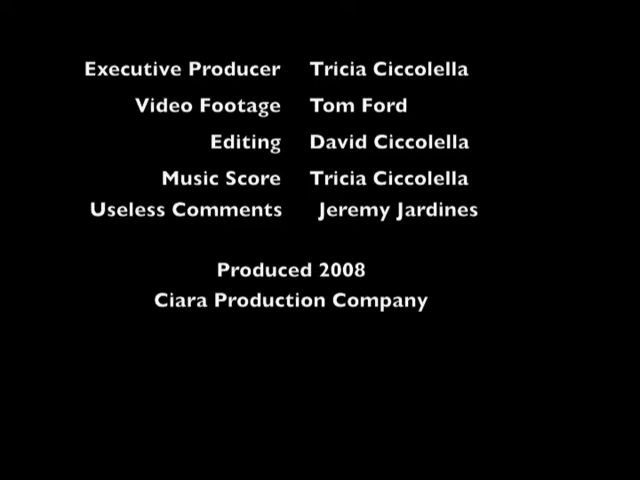 Executive Producer Tricia Ciccolella
Video Footage Tom Ford
Editing David Ciccolella
Music Score Tricia Ciccolella
Useless Comments Jeremy Jardines
Produced 2008
Ciara Production Company